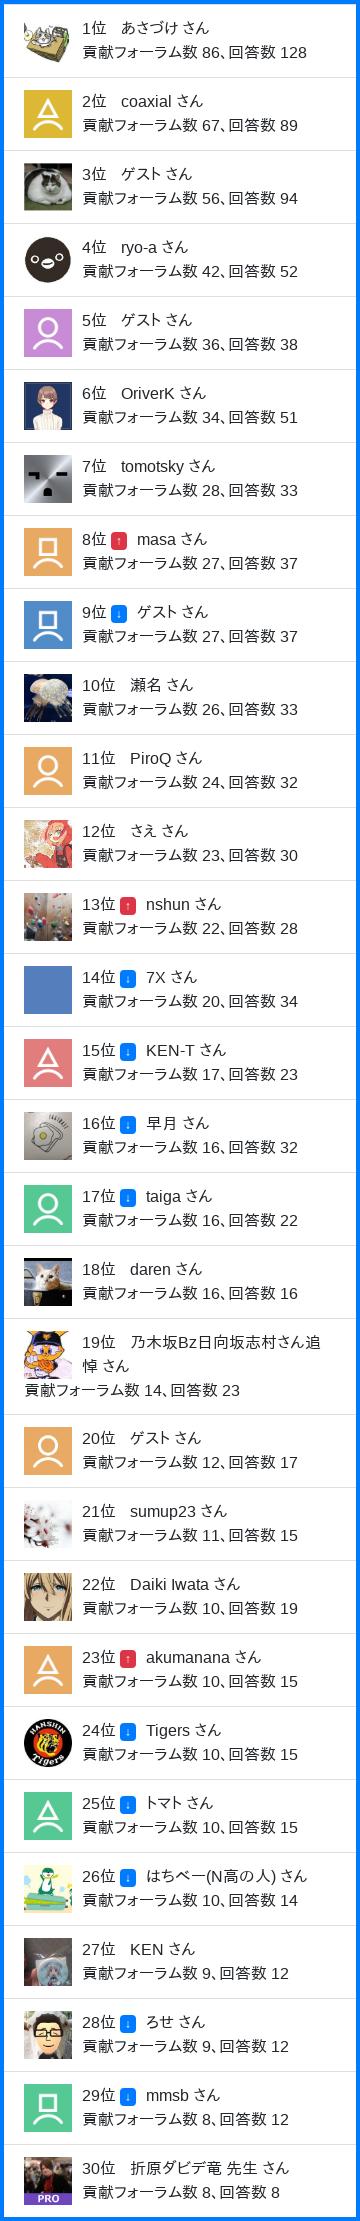 1位 あさづけ さん
貢献フォーラム数 86、回答数 128
2位 coaxial さん
貢献フォーラム数 67、回答数 89
3位 ゲスト さん
貢献フォーラム数 56、回答数 94
4位 ryo-a さん
貢献フォーラム数 42、回答数 52
5位 ゲスト さん
貢献フォーラム数 36、回答数 38
6位 OriverK さん
貢献フォーラム数 34、回答数 51
7位 tomotsky さん
貢献フォーラム数 28、回答数 33
8位 ↑ masa さん
貢献フォーラム数 27、回答数 37
9位 ↓ ゲスト さん
貢献フォーラム数 27、回答数 37
10位 瀬名 さん
貢献フォーラム数 26、回答数 33
11位 PiroQ さん
貢献フォーラム数 24、回答数 32
12位 さえ さん
貢献フォーラム数 23、回答数 30
13位 ↑ nshun さん
貢献フォーラム数 22、回答数 28
14位 ↓ 7X さん
貢献フォーラム数 20、回答数 34
15位 ↓ KEN-T さん
貢献フォーラム数 17、回答数 23
16位 ↓ 早月 さん
貢献フォーラム数 16、回答数 32
17位 ↓ taiga さん
貢献フォーラム数 16、回答数 22
18位 daren さん
貢献フォーラム数 16、回答数 16
19位 乃木坂Bz日向坂志村さん追
悼 さん
貢献フォーラム数 14、回答数 23
20位 ゲスト さん
貢献フォーラム数 12、回答数 17
21位 sumup23 さん
貢献フォーラム数 11、回答数 15
22位 Daiki Iwata さん
貢献フォーラム数 10、回答数 19
23位 ↑ akumanana さん
貢献フォーラム数 10、回答数 15
HANSHIN
Tigers
24位 ↓ Tigers さん
貢献フォーラム数 10、回答数 15
25位 ↓ トマト さん
貢献フォーラム数 10、回答数 15
26位 ↓ はちべー(N高の人) さん
貢献フォーラム数 10、回答数 14
27位 KEN さん
貢献フォーラム数 9、回答数 12
28位 ↓ ろせ さん
貢献フォーラム数 9、回答数 12
29位 ↓ mmsb さん
貢献フォーラム数 8、回答数 12
30位 折原ダビデ竜 先生 さん
貢献フォーラム数 8、回答数 8
PRO